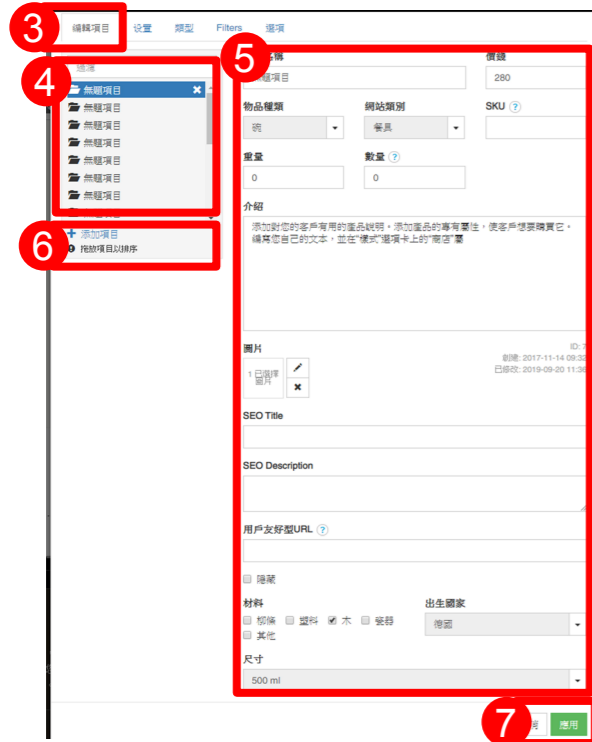 3 編輯項目 设置 類型 Filters 選項
5
4
無題項目
無題項目
無題項目
無題項目
無題項目
無題項目
無題項目
6
添加項目
拖放項目以排序
名稱 價錢
無題項目 280
物品種類 網站類別 SKU ?
碗 餐具
重量 數量 ?
0 0
介紹
添加對您的客戶有用的產品說明。添加產品的專有屬性,使客戶想要購買它。
編寫您自己的文本,並在“樣式”選項卡上的“商店”屬
圖片 ID: 7
創建: 2017-11-14 09:32
已修改: 2019-09-20 11:36
1 已選擇
圖片
SEO Title
SEO Description
用戶友好型URL ?
隱藏
材料 出生國家
柳條 塑料 木 瓷器 德國
其他
尺寸
500 ml
7 應用